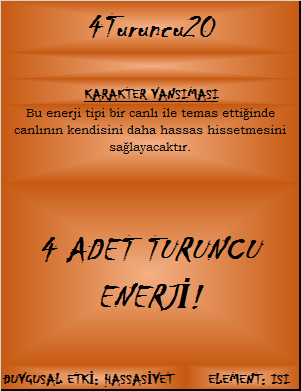 4Turuncu20
KARAKTER YANSIMASI
Bu enerji tipi bir canlı ile temas ettiğinde
canlının kendisini daha hassas hissetmesini
sağlayacaktır.
4 ADET TURUNCU
ENERJİ!
DUYGUSAL ETKİ: HASSASİYET ELEMENT: ISI